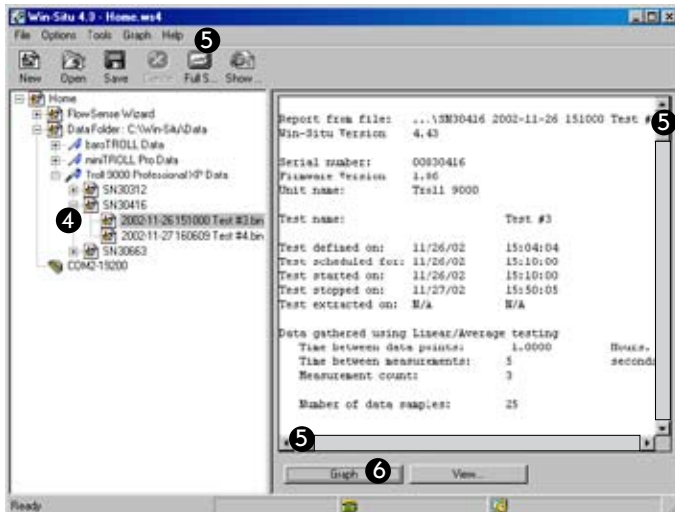 Win-Situ 4.0 - Home.ws4
File Options Tools Graph Help
5
New Open Save Full S... Show...
Home
FlowSense Wizard
Data Folder : C:\Win-Situ\Data
baroTROLL Data
miniTROLL Pro Data
Troll 9000 Professional XP Data
SN30312
SN30416
4
2002-11-26 151000 Test #3.bin
2002-11-27 160609 Test #4.bin
SN30663
COM2-19200
Report from file: ...\SN30416 2002-11-26 151000 Test #
5
Win-Situ Version 4.43
Serial number: 00030416
Firmware Version 1.06
Unit name: Troll 9000
Test name: Test #3
Test defined on: 11/26/02 15:04:04
Test scheduled for: 11/26/02 15:10:00
Test started on: 11/26/02 15:10:00
Test stopped on: 11/27/02 15:50:05
Test extracted on: N/A N/A
Data gathered using Linear/Average testing
Time between data points: 1.0000 Hours.
Time between measurements: 5 seconds
Measurement count: 3
Number of data samples: 25
5
Graph 6 View...
Ready